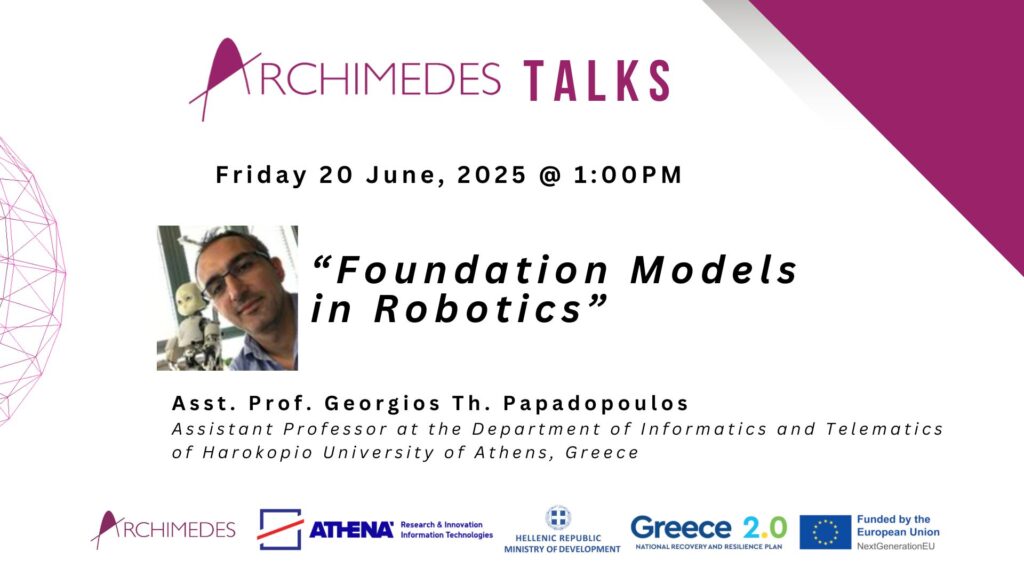 ARCHIMEDES TALKS
Friday 20 June, 2025 @ 1:00PM
“Foundation Models
in Robotics”
Asst. Prof. Georgios Th. Papadopoulos
Assistant Professor at the Department of Informatics and Telematics
of Harokopio University of Athens, Greece
ARCHIMEDES
ATHENA
Research & Innovation
Information Technologies
HELLENIC REPUBLIC
MINISTRY OF DEVELOPMENT
Greece 2.0
NATIONAL RECOVERY AND RESILIENCE PLAN
Funded by the
European Union
NextGenerationEU